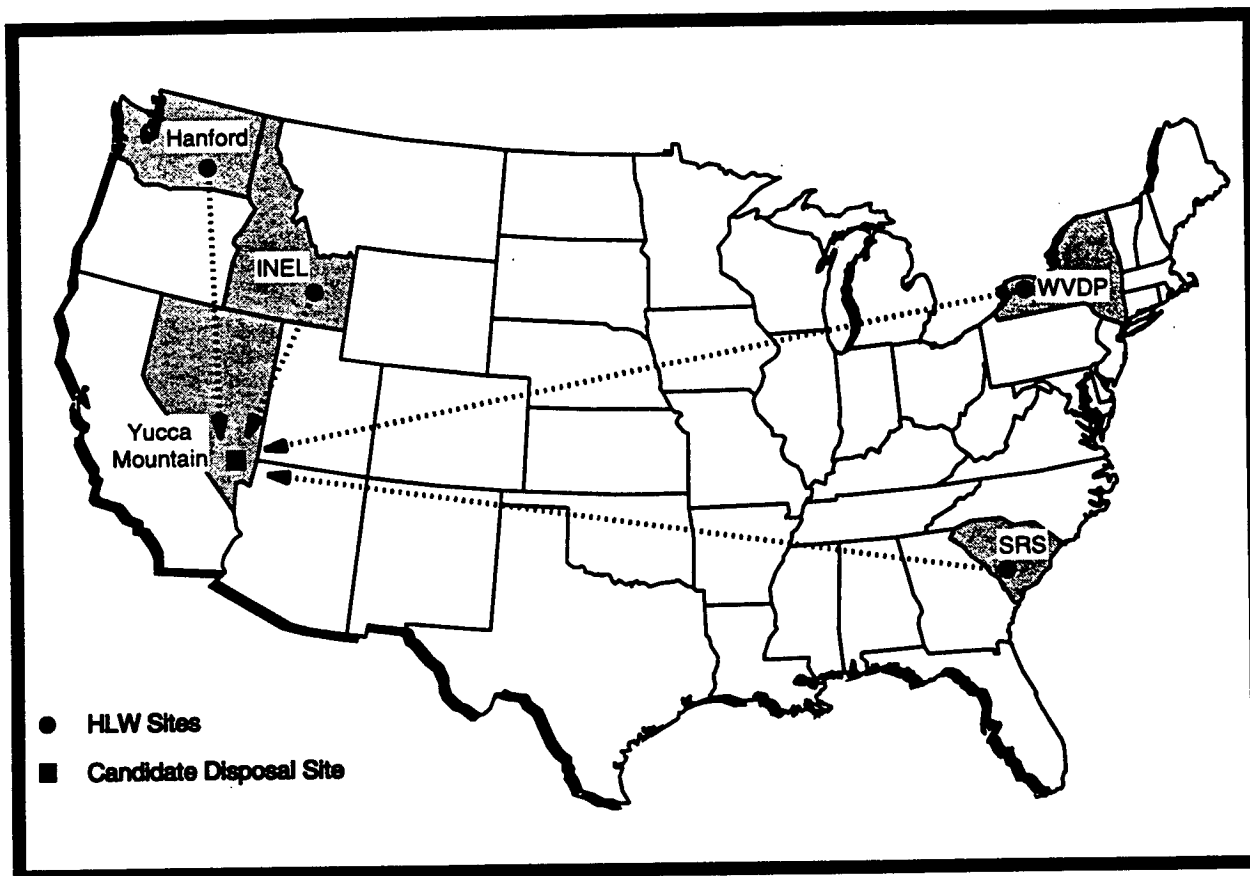 Hanford
INEL
WVDP
Yucca
Mountain
SRS
HLW Sites
Candidate Disposal Site